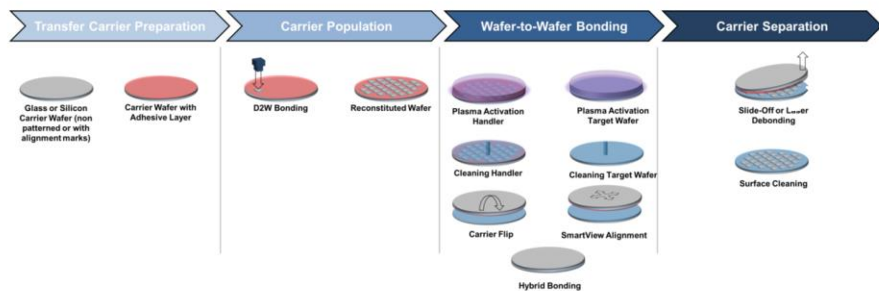 Transfer Carrier Preparation
Carrier Population
Wafer-to-Wafer Bonding
Carrier Separation
Glass or Silicon
Carrier Wafer (non
patterned or with
alignment marks)
Carrier Wafer with
Adhesive Layer
D2W Bonding
Reconstituted Wafer
Plasma Activation
Handler
Plasma Activation
Target Wafer
Cleaning Handler
Cleaning Target Wafer
Carrier Flip
SmartView Alignment
Hybrid Bonding
Slide-Off or Laser
Debonding
Surface Cleaning